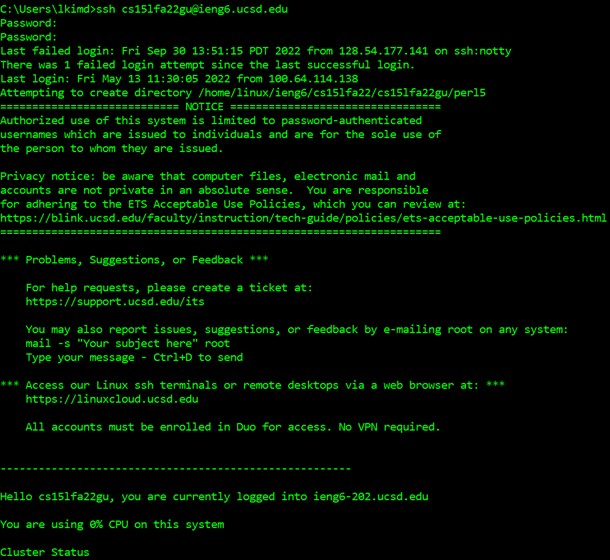 C:\Users\lkimd>ssh cs15lfa22gu@ieng6.ucsd.edu
Password:
Password:
Last failed login: Fri Sep 30 13:51:15 PDT 2022 from 128.54.177.141 on ssh:notty
There was 1 failed login attempt since the last successful login.
Last login: Fri May 13 11:30:05 2022 from 100.64.114.138
Attempting to create directory /home/linux/ieng6/cs15lfa22/cs15lfa22gu/perl5
============================ NOTICE =================================
Authorized use of this system is limited to password-authenticated
usernames which are issued to individuals and are for the sole use of
the person to whom they are issued.
Privacy notice: be aware that computer files, electronic mail and
accounts are not private in an absolute sense.  You are responsible
for adhering to the ETS Acceptable Use Policies, which you can review at:
https://blink.ucsd.edu/faculty/instruction/tech-guide/policies/ets-acceptable-use-policies.html
=====================================================================
*** Problems, Suggestions, or Feedback ***
For help requests, please create a ticket at:
https://support.ucsd.edu/its
You may also report issues, suggestions, or feedback by e-mailing root on any system:
mail -s "Your subject here" root
Type your message - Ctrl+D to send
*** Access our Linux ssh terminals or remote desktops via a web browser at: ***
https://linuxcloud.ucsd.edu
All accounts must be enrolled in Duo for access. No VPN required.
-------------------------------------------------------
Hello cs15lfa22gu, you are currently logged into ieng6-202.ucsd.edu
You are using 0% CPU on this system
Cluster Status